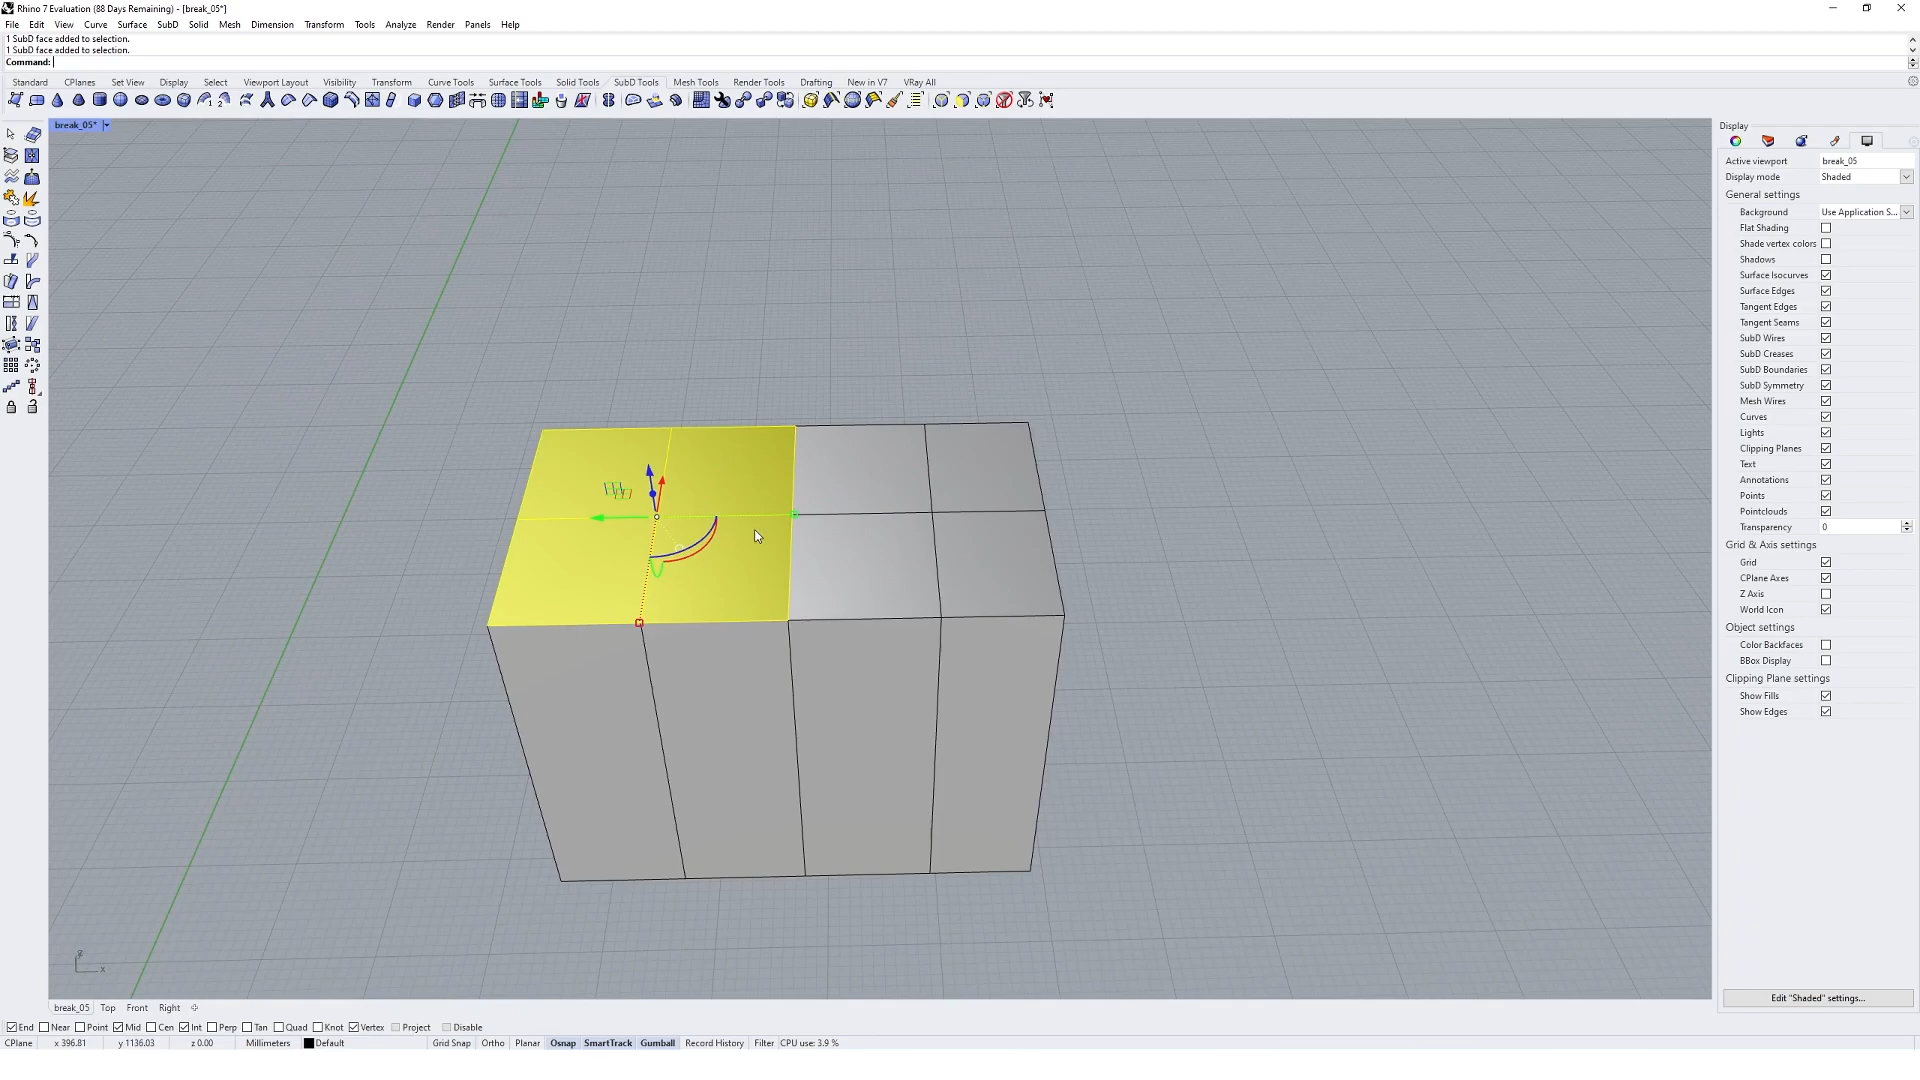 Rhino 7 Evaluation (88 Days Remaining) - [break_05*]
File Edit View Curve Surface SubD Solid Mesh Dimension Transform Tools Analyze Render Panels Help
1 SubD face added to selection.
1 SubD face added to selection.
Command:
Standard CPlanes Set View Display Select Viewport Layout Visibility Transform Curve Tools Surface Tools Solid Tools SubD Tools Mesh Tools Render Tools Drafting New in V7 VRay All
break_05*
Display
Active viewport break_05
Display mode Shaded
General settings
Background Use Application S...
Flat Shading
Shade vertex colors
Shadows
Surface Isocurves
Surface Edges
Tangent Edges
Tangent Seams
SubD Wires
SubD Creases
SubD Boundaries
SubD Symmetry
Mesh Wires
Curves
Lights
Clipping Planes
Text
Annotations
Points
Pointclouds
Transparency 0
Grid & Axis settings
Grid
CPlane Axes
Z Axis
World Icon
Object settings
Color Backfaces
BBox Display
Clipping Plane settings
Show Fills
Show Edges
Edit "Shaded" settings...
x
break_05 Top Front Right
End Near Point Mid Cen Int Perp Tan Quad Knot Vertex Project Disable
CPlane x 396.81 y 1136.03 z 0.00 Millimeters Default Grid Snap Ortho Planar Osnap SmartTrack Gumball Record History Filter CPU use: 3.9 %